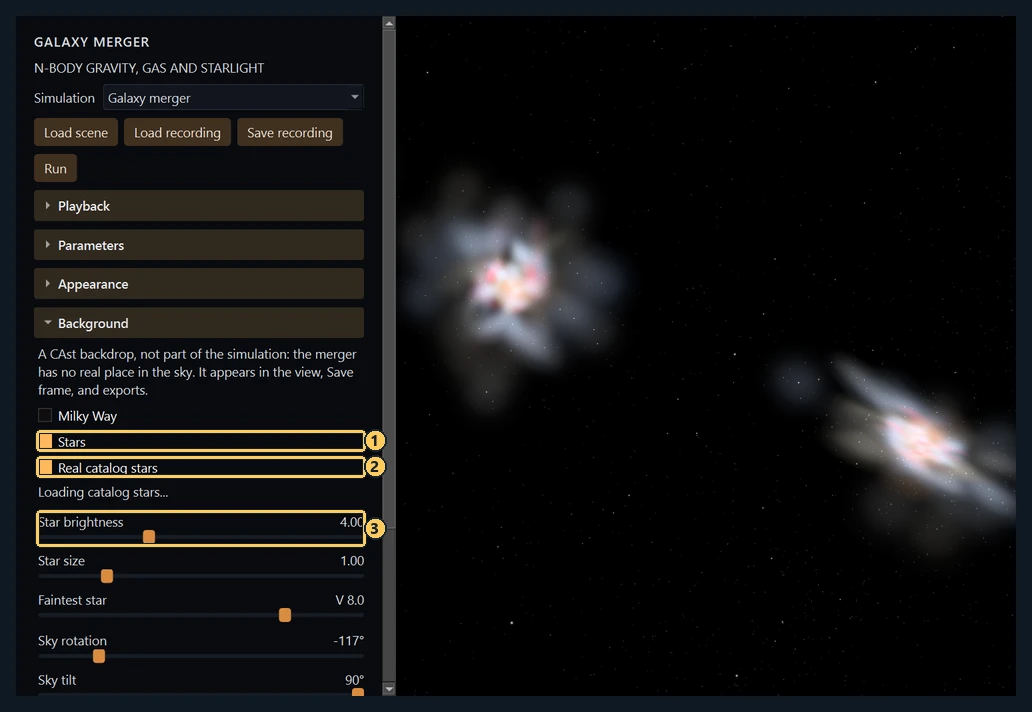 GALAXY MERGER
N-BODY GRAVITY, GAS AND STARLIGHT
Simulation Galaxy merger
Load scene Load recording Save recording
Run
Playback
Parameters
Appearance
Background
A CAst backdrop, not part of the simulation: the merger
has no real place in the sky. It appears in the view, Save
frame, and exports.
Milky Way
Stars 1
Real catalog stars 2
Loading catalog stars...
Star brightness 4.00 3
Star size 1.00
Faintest star V 8.0
Sky rotation -117°
Sky tilt 90°